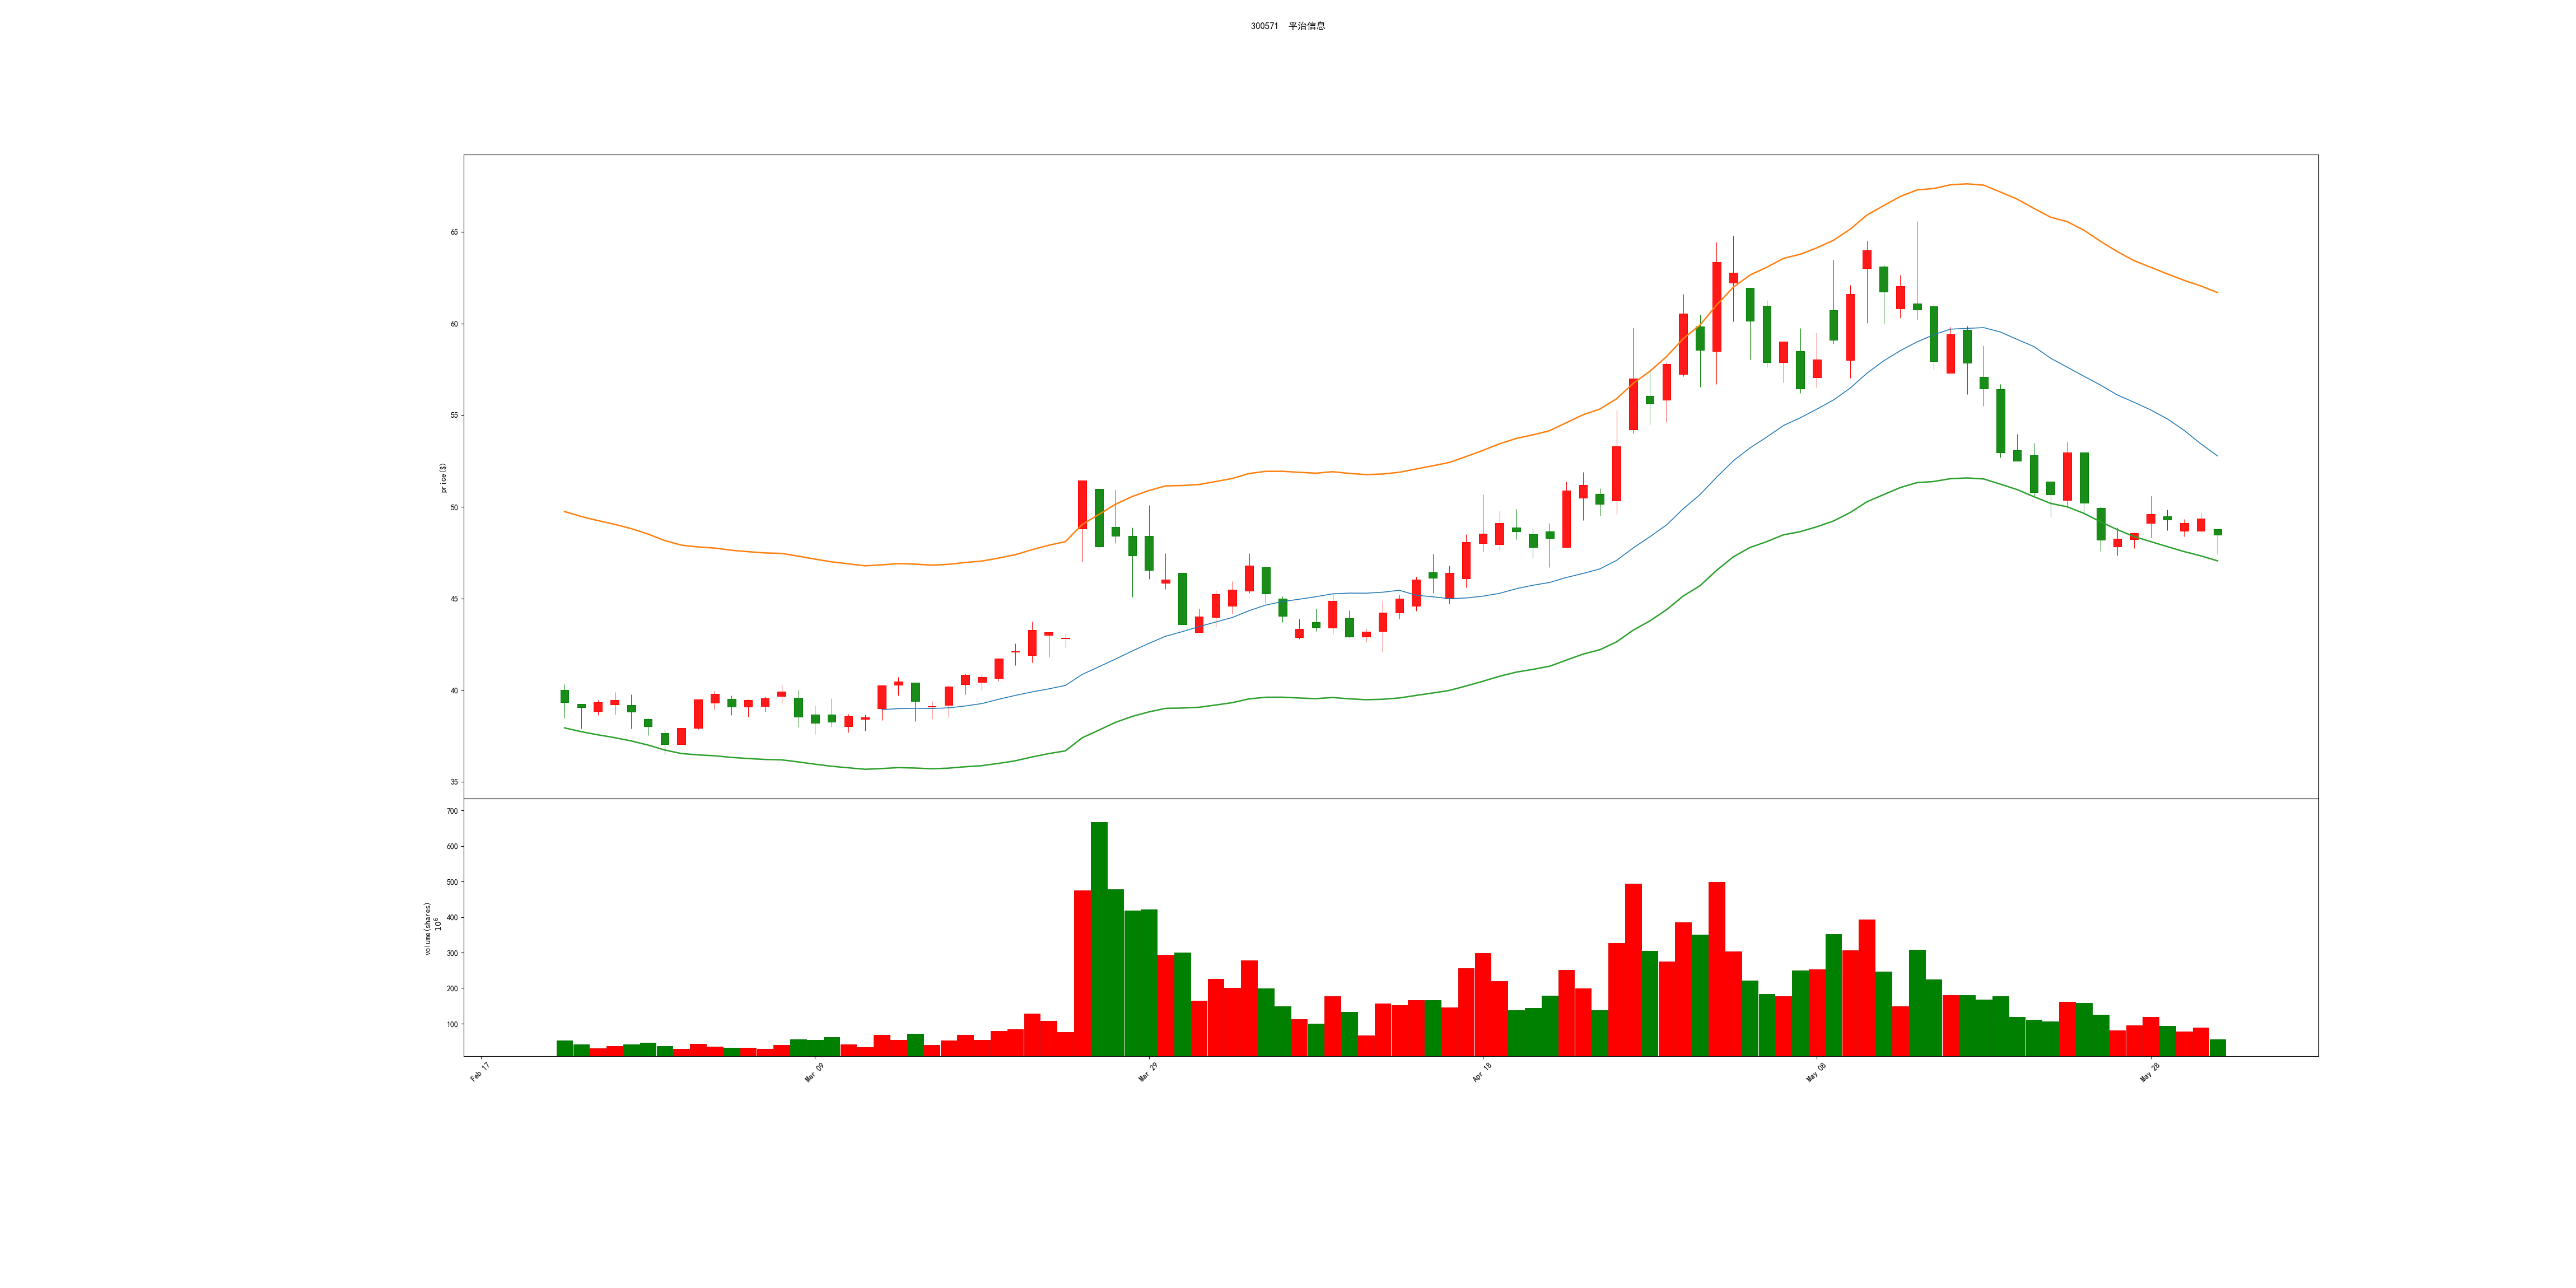 300571  平治信息
price($)
65
60
55
50
45
40
35
volume(shares)
10⁶
700
600
500
400
300
200
100
Feb 17
Mar 09
Mar 29
Apr 18
May 08
May 28